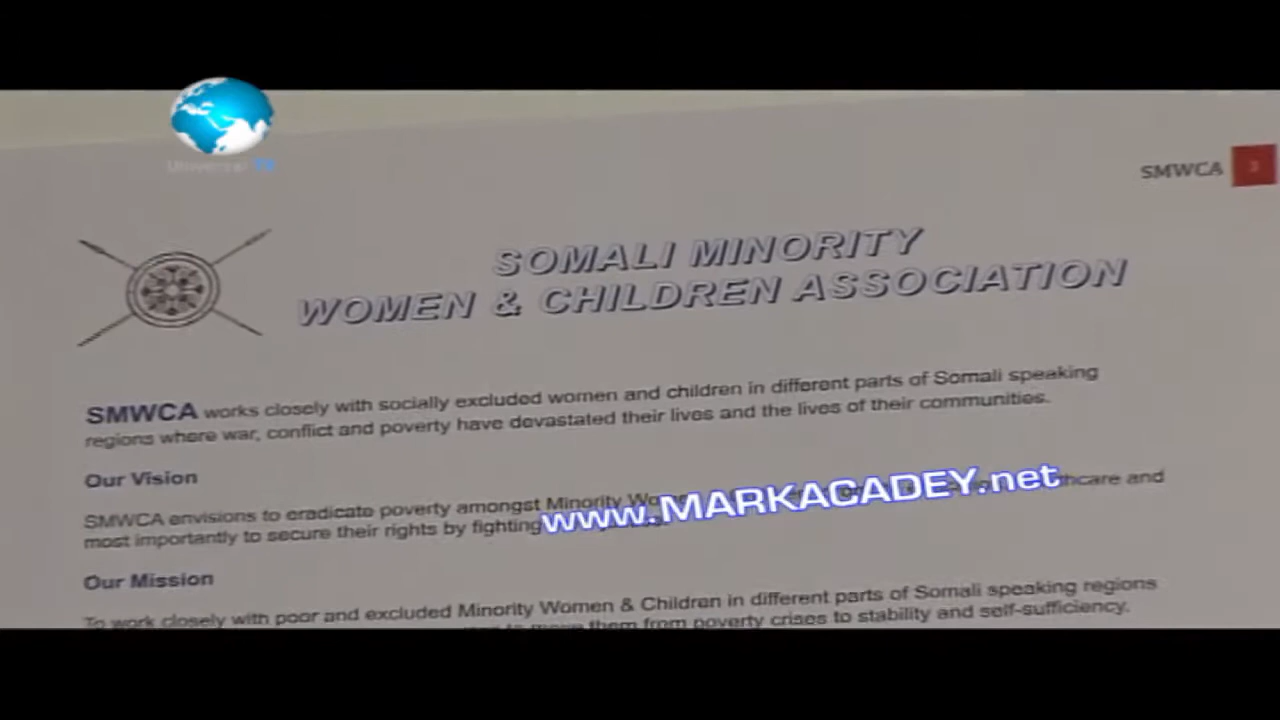 Universal TV
SMWCA 3
SOMALI MINORITY
WOMEN & CHILDREN ASSOCIATION
SMWCA works closely with socially excluded women and children in different parts of Somali speaking
regions where war, conflict and poverty have devastated their lives and the lives of their communities.
Our Vision
SMWCA envisions to eradicate poverty amongst Minority and
most importantly to secure their rights by fighting
www.MARKACADEY.net
Our Mission
To work closely with poor and excluded Minority Women & Children in different parts of Somali speaking regions
to move them from poverty crises to stability and self-sufficiency.